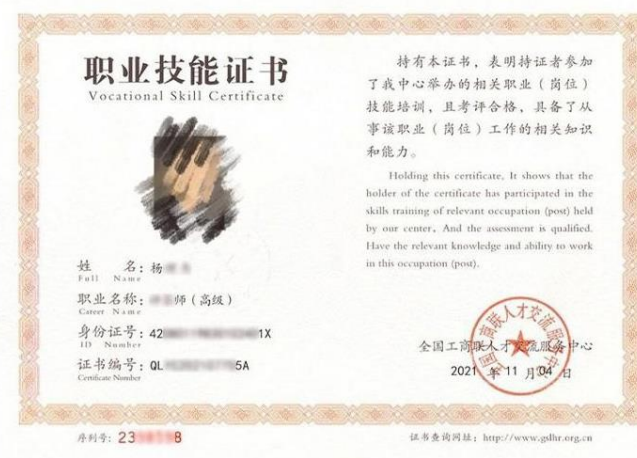 职业技能证书
Vocational Skill Certificate
姓 名：杨
Full Name
职业名称： 师（高级）
Career Name
身份证号：42 1X
ID Number
证书编号：QL 5A
Certificate Number
序列号：23 8
持有本证书，表明持证者参加
了我中心举办的相关职业（岗位）
技能培训，且考评合格，具备了从
事该职业（岗位）工作的相关知识
和能力。
Holding this certificate, It shows that the
holder of the certificate has participated in the
skills training of relevant occupation (post) held
by our center, And the assessment is qualified.
Have the relevant knowledge and ability to work
in this occupation (post).
全国工商联人才交流服务中心
2021 年 11 月 04 日
证书查询网址：http://www.gslhr.org.cn